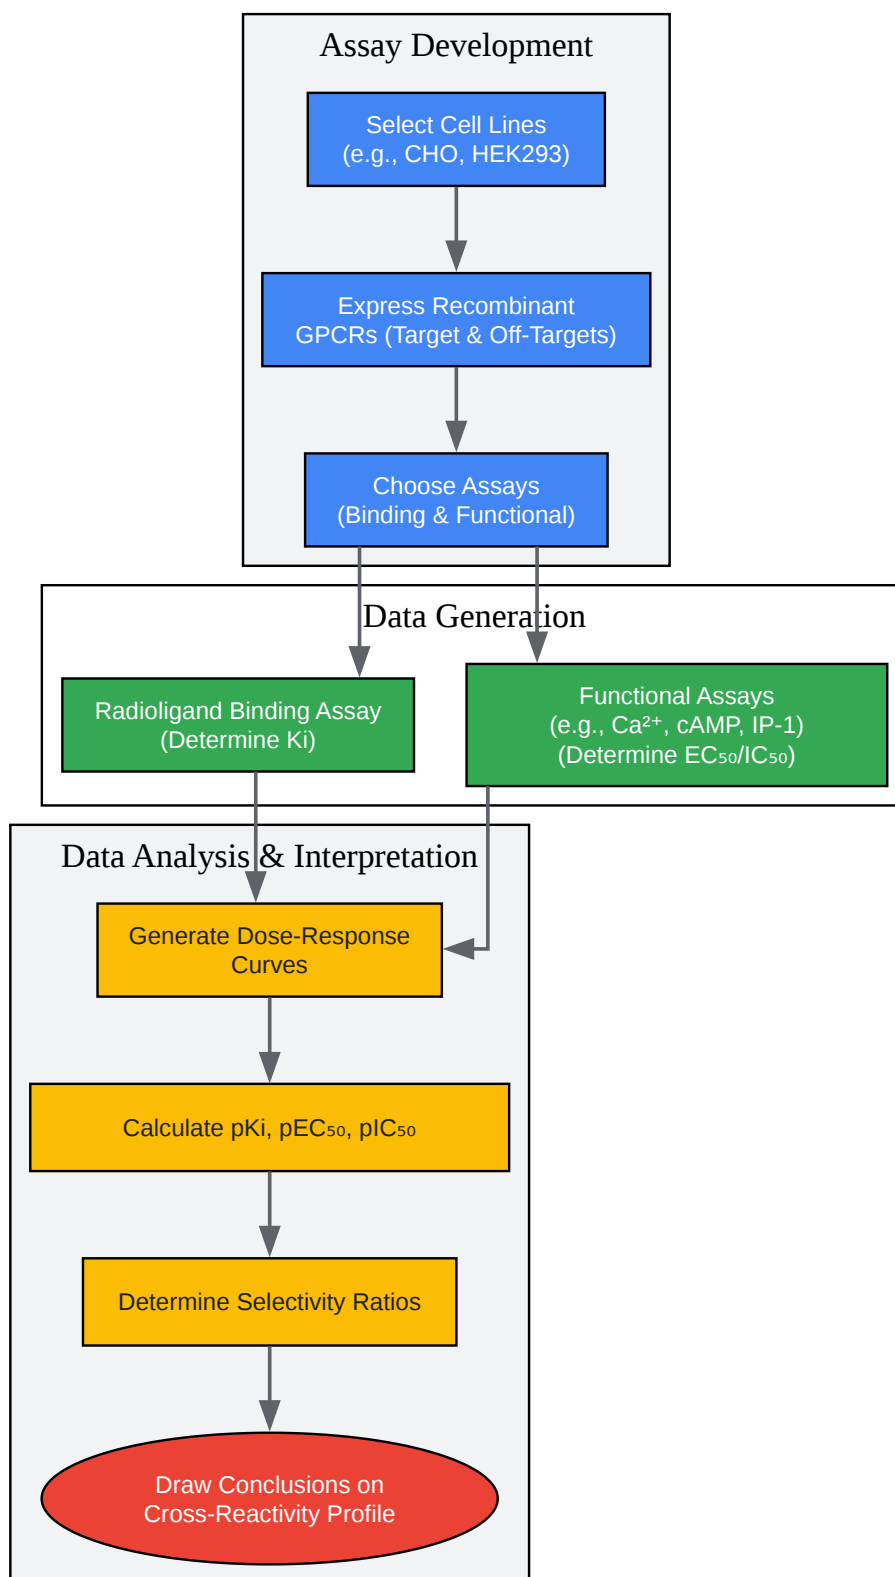 Assay Development
Select Cell Lines
(e.g., CHO, HEK293)
Express Recombinant
GPCRs (Target & Off-Targets)
Choose Assays
(Binding & Functional)
Data Generation
Radioligand Binding Assay
(Determine Ki)
Functional Assays
(e.g., Ca²⁺, cAMP, IP-1)
(Determine EC₅₀/IC₅₀)
Data Analysis & Interpretation
Generate Dose-Response
Curves
Calculate pKi, pEC₅₀, pIC₅₀
Determine Selectivity Ratios
Draw Conclusions on
Cross-Reactivity Profile